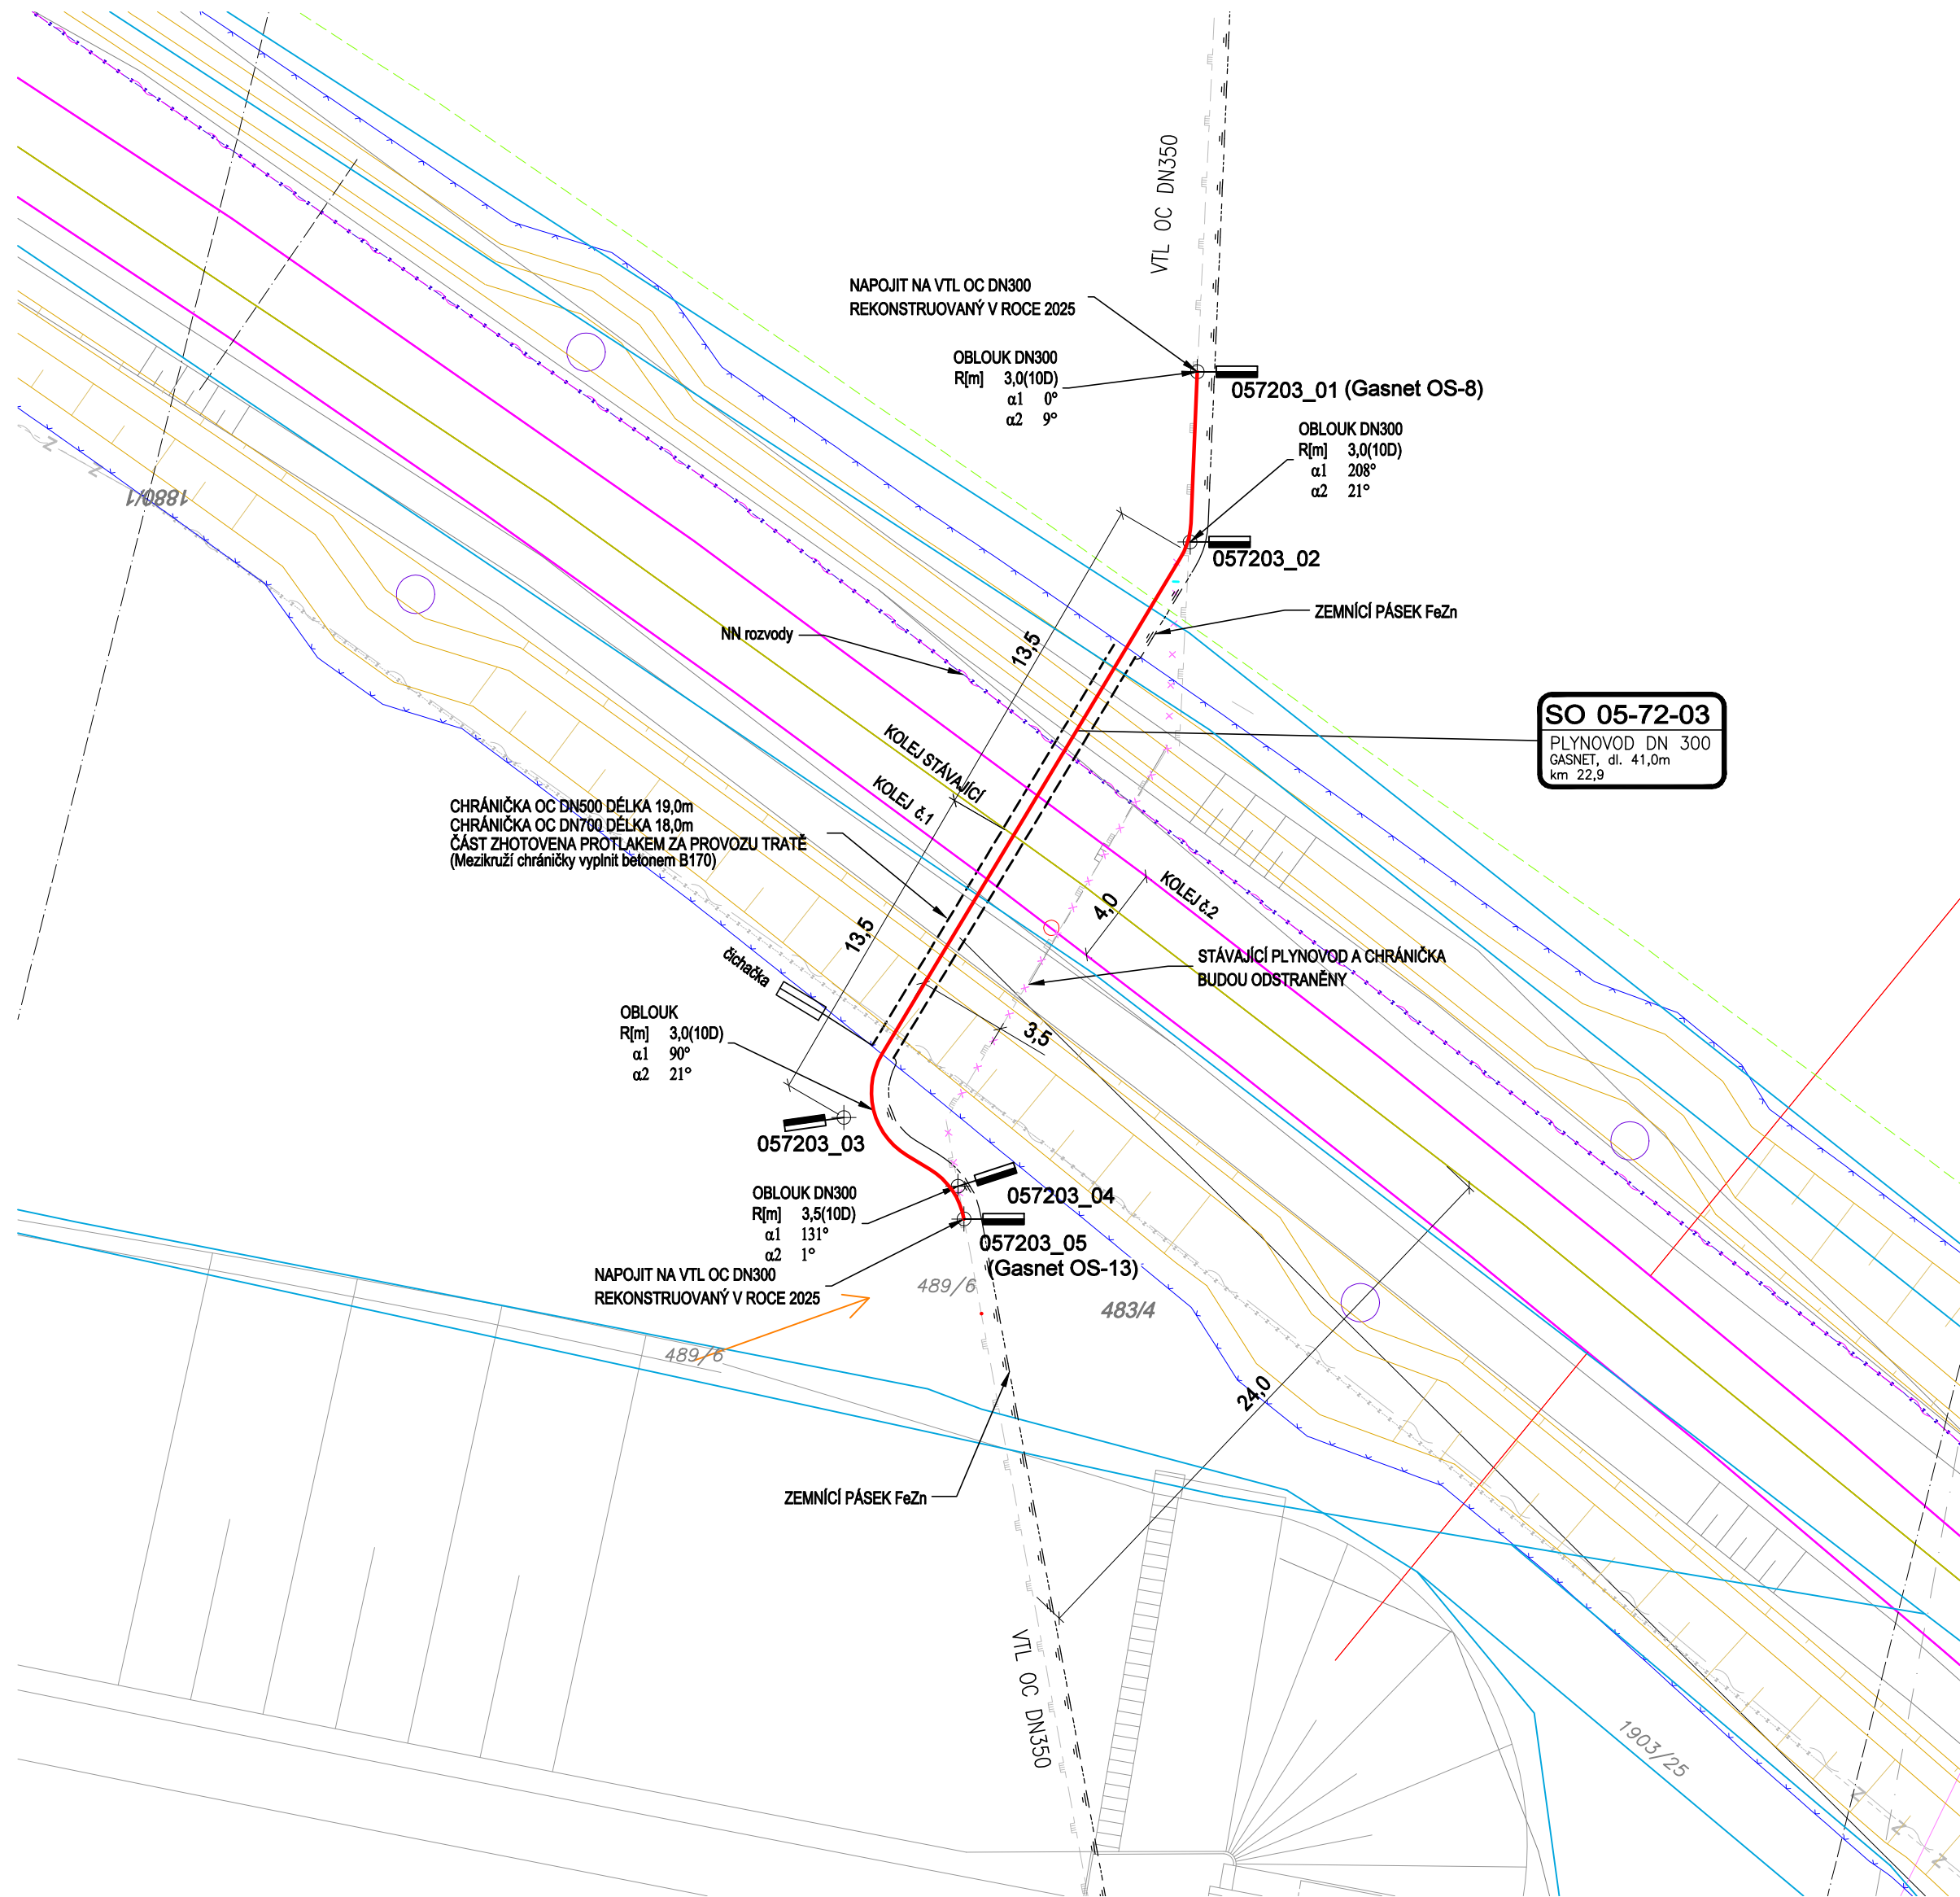 VTL OC DN350
NAPOJIT NA VTL OC DN300
REKONSTRUOVANÝ V ROCE 2025
OBLOUK DN300
R[m] 3,0(10D)
α1 0°
α2 9°
057203_01 (Gasnet OS-8)
OBLOUK DN300
R[m] 3,0(10D)
α1 208°
α2 21°
057203_02
Z
Z
1880/1
ZEMNÍCÍ PÁSEK FeZn
NN rozvody
13,5
SO 05-72-03
PLYNOVOD DN 300
GASNET, dl. 41,0m
km 22,9
KOLEJ STÁVAJÍCÍ
KOLEJ č.1
CHRÁNIČKA OC DN500 DÉLKA 19,0m
CHRÁNIČKA OC DN700 DÉLKA 18,0m
ČÁST ZHOTOVENA PROTLAKEM ZA PROVOZU TRATĚ
(Mezikruží chráničky vyplnit betonem B170)
KOLEJ č.2
4,0
13,5
čichačka
STÁVAJÍCÍ PLYNOVOD A CHRÁNIČKA
BUDOU ODSTRANĚNY
3,5
OBLOUK
R[m] 3,0(10D)
α1 90°
α2 21°
057203_03
057203_04
OBLOUK DN300
R[m] 3,5(10D)
α1 131°
α2 1°
057203_05
(Gasnet OS-13)
NAPOJIT NA VTL OC DN300
REKONSTRUOVANÝ V ROCE 2025
489/6
483/4
489/6
24,0
ZEMNÍCÍ PÁSEK FeZn
VTL OC DN350
1903/25
Z
Z
Z